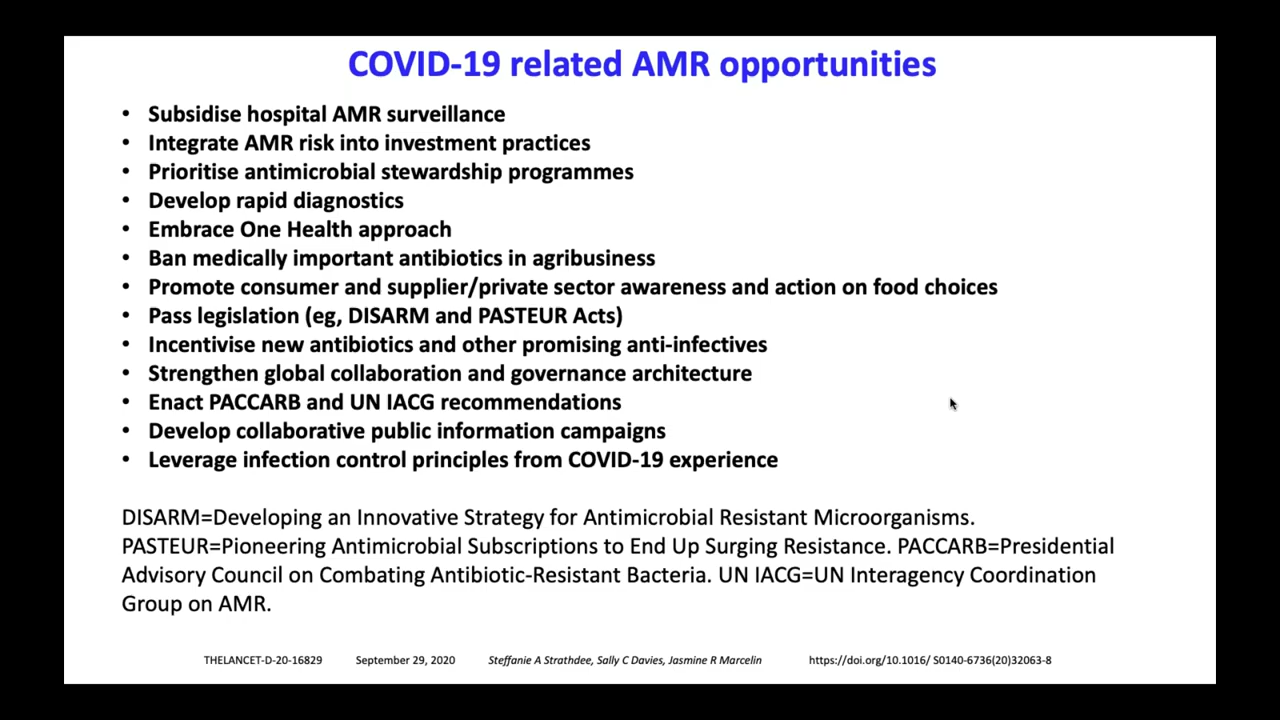 COVID-19 related AMR opportunities
• Subsidise hospital AMR surveillance
• Integrate AMR risk into investment practices
• Prioritise antimicrobial stewardship programmes
• Develop rapid diagnostics
• Embrace One Health approach
• Ban medically important antibiotics in agribusiness
• Promote consumer and supplier/private sector awareness and action on food choices
• Pass legislation (eg, DISARM and PASTEUR Acts)
• Incentivise new antibiotics and other promising anti-infectives
• Strengthen global collaboration and governance architecture
• Enact PACCARB and UN IACG recommendations
• Develop collaborative public information campaigns
• Leverage infection control principles from COVID-19 experience
DISARM=Developing an Innovative Strategy for Antimicrobial Resistant Microorganisms.
PASTEUR=Pioneering Antimicrobial Subscriptions to End Up Surging Resistance. PACCARB=Presidential
Advisory Council on Combating Antibiotic-Resistant Bacteria. UN IACG=UN Interagency Coordination
Group on AMR.
THELANCET-D-20-16829 September 29, 2020 Steffanie A Strathdee, Sally C Davies, Jasmine R Marcelin https://doi.org/10.1016/ S0140-6736(20)32063-8